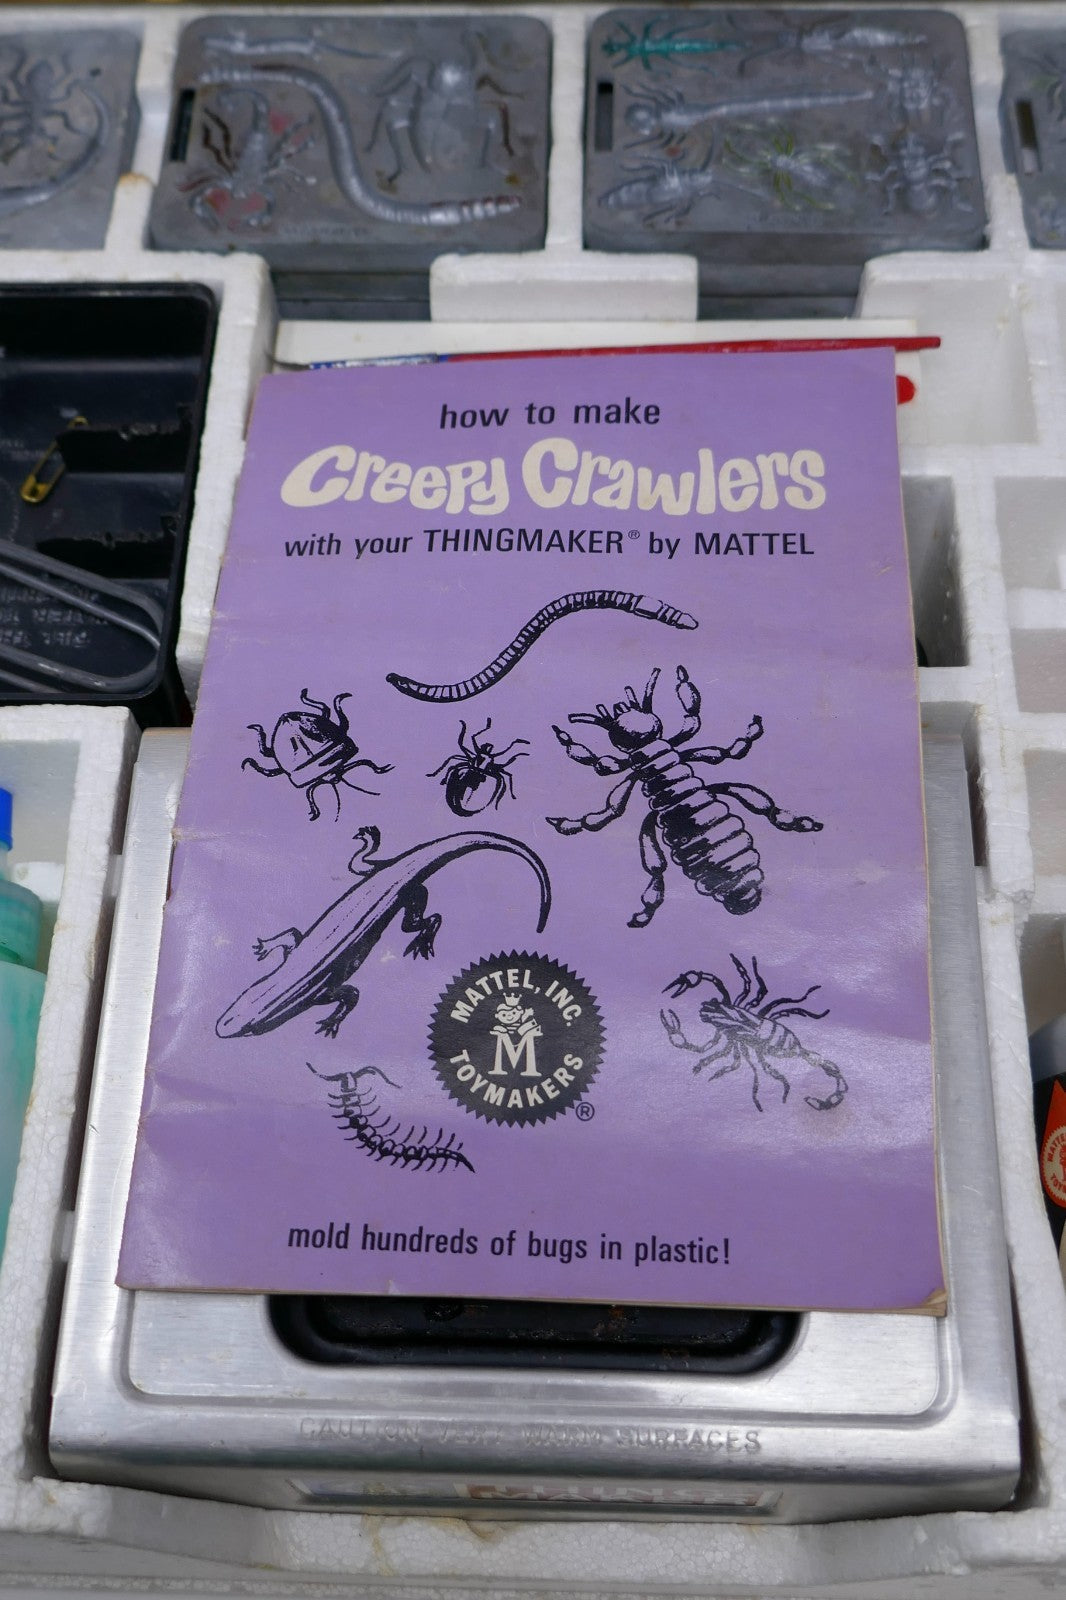 how to make
Creepy Crawlers
with your THINGMAKER® by MATTEL
MATTEL, INC.
M
TOYMAKERS
®
mold hundreds of bugs in plastic!
CAUTION VERY WARM SURFACES